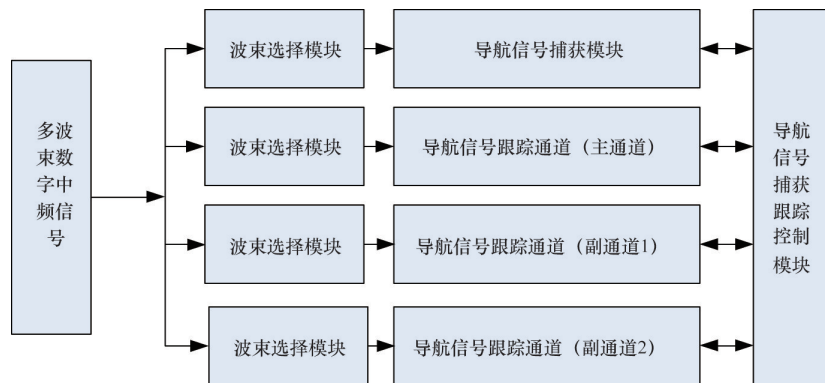 多波
束数
字中
频信
号
波束选择模块
导航信号捕获模块
波束选择模块
导航信号跟踪通道（主通道）
波束选择模块
导航信号跟踪通道（副通道1）
波束选择模块
导航信号跟踪通道（副通道2）
导航
信号
捕获
跟踪
控制
模块